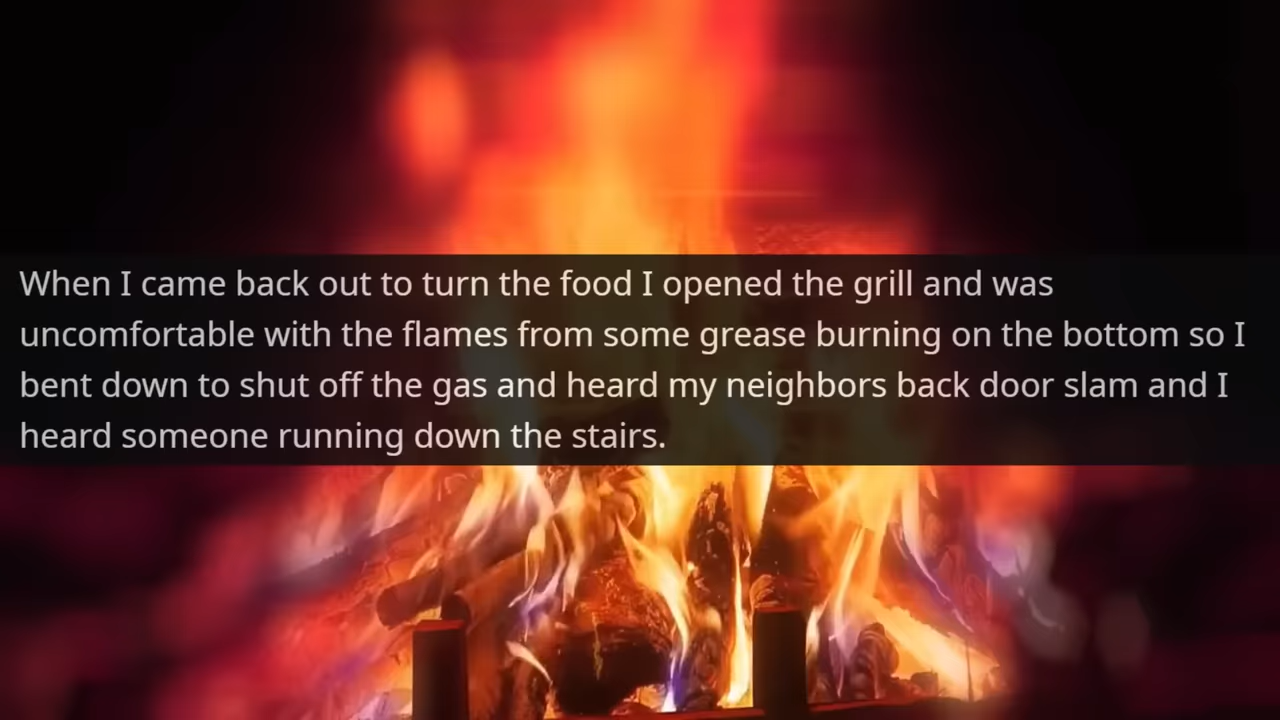 When I came back out to turn the food I opened the grill and was
uncomfortable with the flames from some grease burning on the bottom so I
bent down to shut off the gas and heard my neighbors back door slam and I
heard someone running down the stairs.